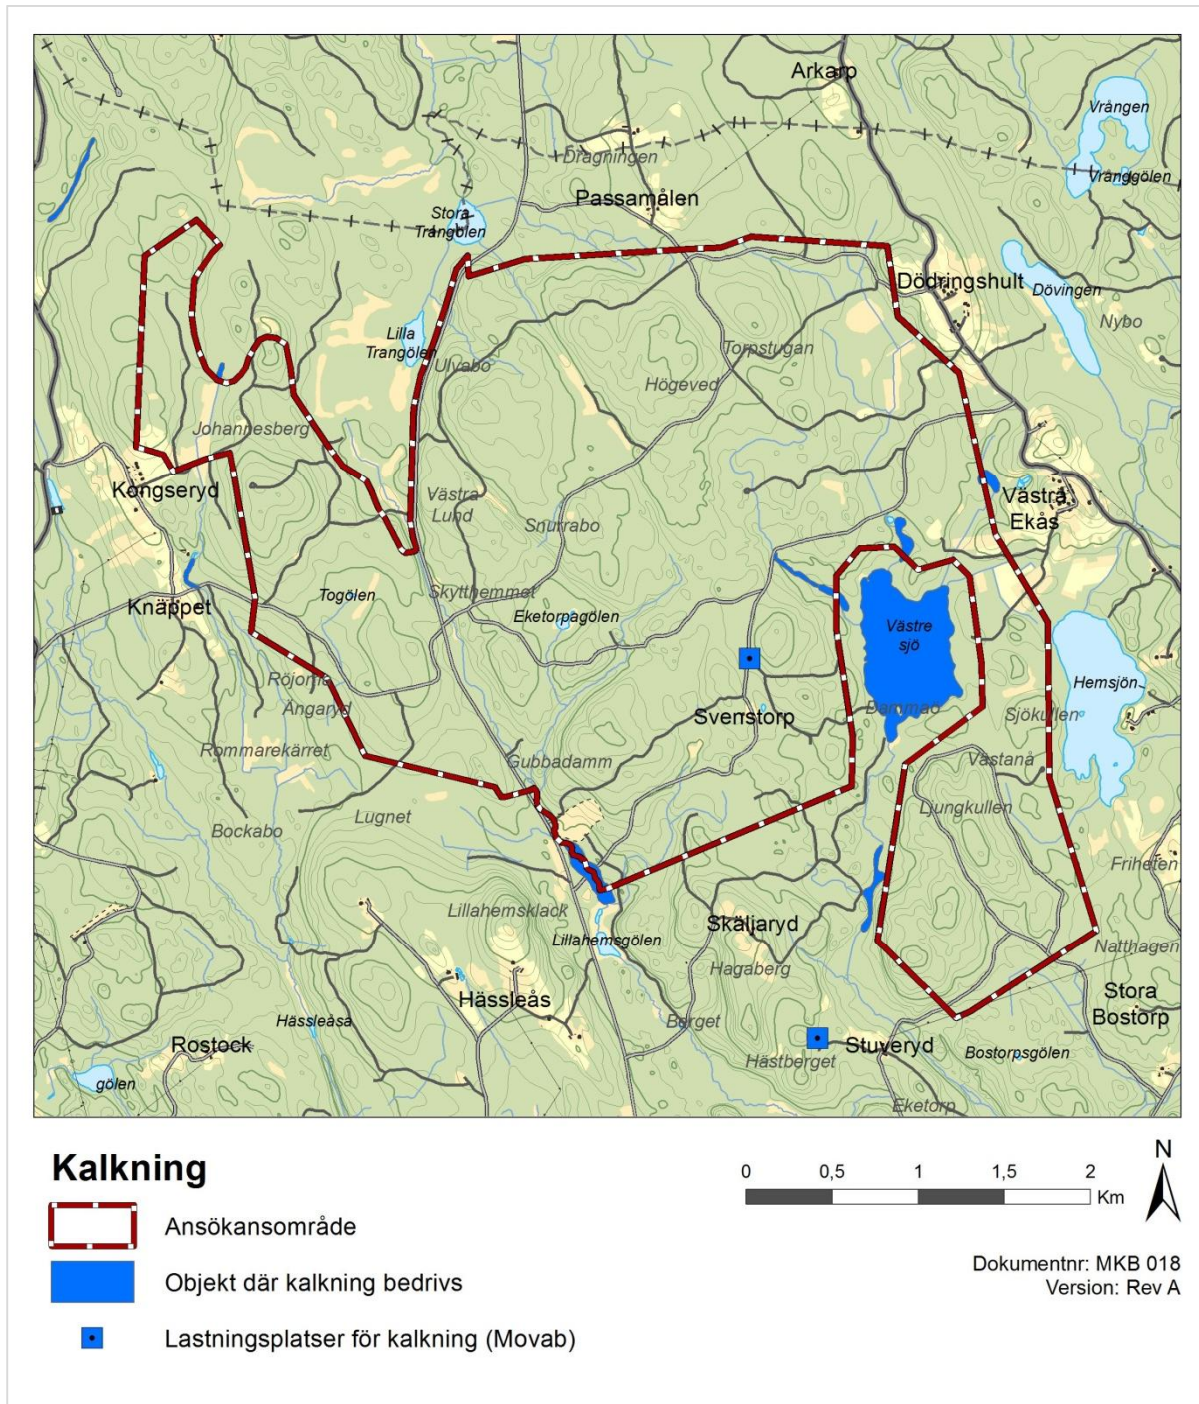 Arkarp
Vrången
Dragningen
Vrånggölen
Passamålen
Stora
Trangölen
Dödringshult
Dövingen
Nybo
Lilla
Trangölen
Ulvabo
Torpstugan
Högeved
Johannesberg
Kongseryd
Västra
Lund
Snurrabo
Västra
Ekås
Knäppet
Togölen
Skytthemmet
Eketorpagölen
Västre
sjö
Röjorna
Ängaryd
Hemsjön
Svenstorp
Dammao
Sjökullen
Rommarekärret
Gubbadamm
Västanå
Ljungkullen
Lugnet
Bockabo
Friheten
Lillahemsklack
Skäljaryd
Lillahemsgölen
Natthagen
Hagaberg
Hässleås
Stora
Bostorp
Hässleåsa
Berget
Rostock
Stuveryd
Hästberget
Bostorpsgölen
gölen
Eketorp
Kalkning
Ansökansområde
Objekt där kalkning bedrivs
Lastningsplatser för kalkning (Movab)
0 0,5 1 1,5 2
Km
N
Dokumentnr: MKB 018
Version: Rev A